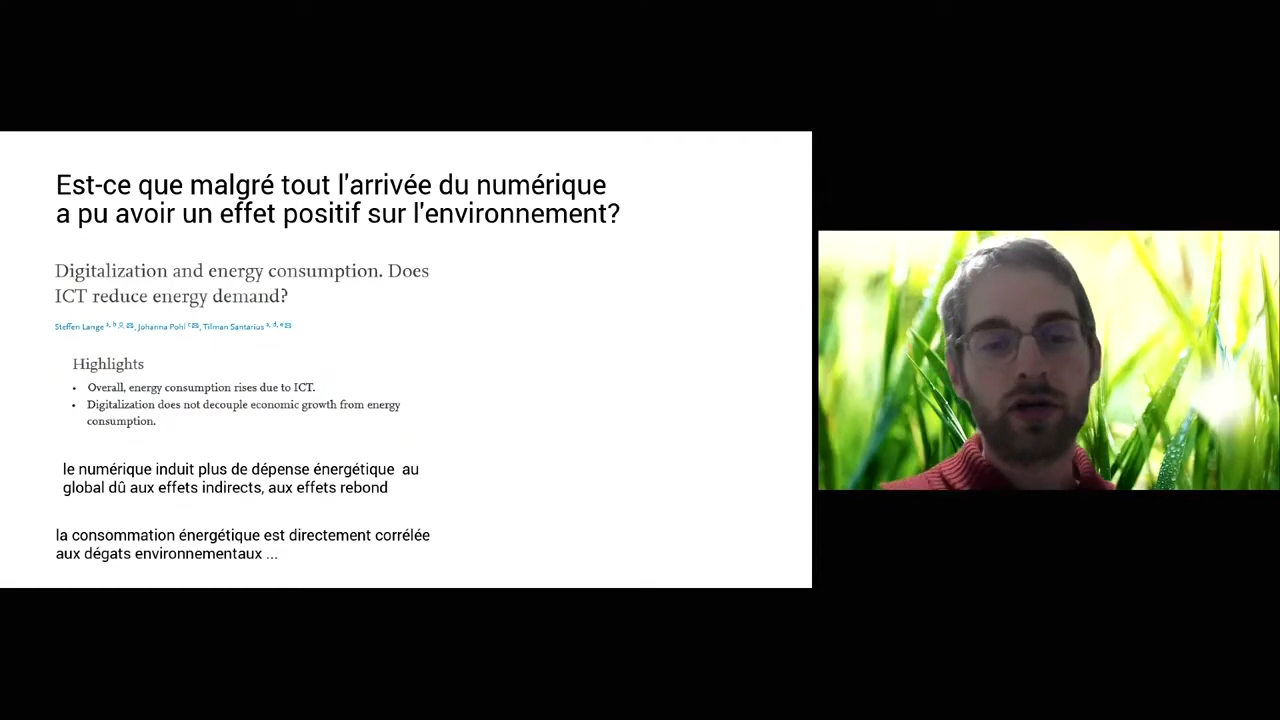 Est-ce que malgré tout l'arrivée du numérique
a pu avoir un effet positif sur l'environnement?
Digitalization and energy consumption. Does
ICT reduce energy demand?
Steffen Lange a, b, Johanna Pohl c, Tilman Santarius a, d, e
Highlights
• Overall, energy consumption rises due to ICT.
• Digitalization does not decouple economic growth from energy
consumption.
le numérique induit plus de dépense énergétique au
global dû aux effets indirects, aux effets rebond
la consommation énergétique est directement corrélée
aux dégats environnementaux ...